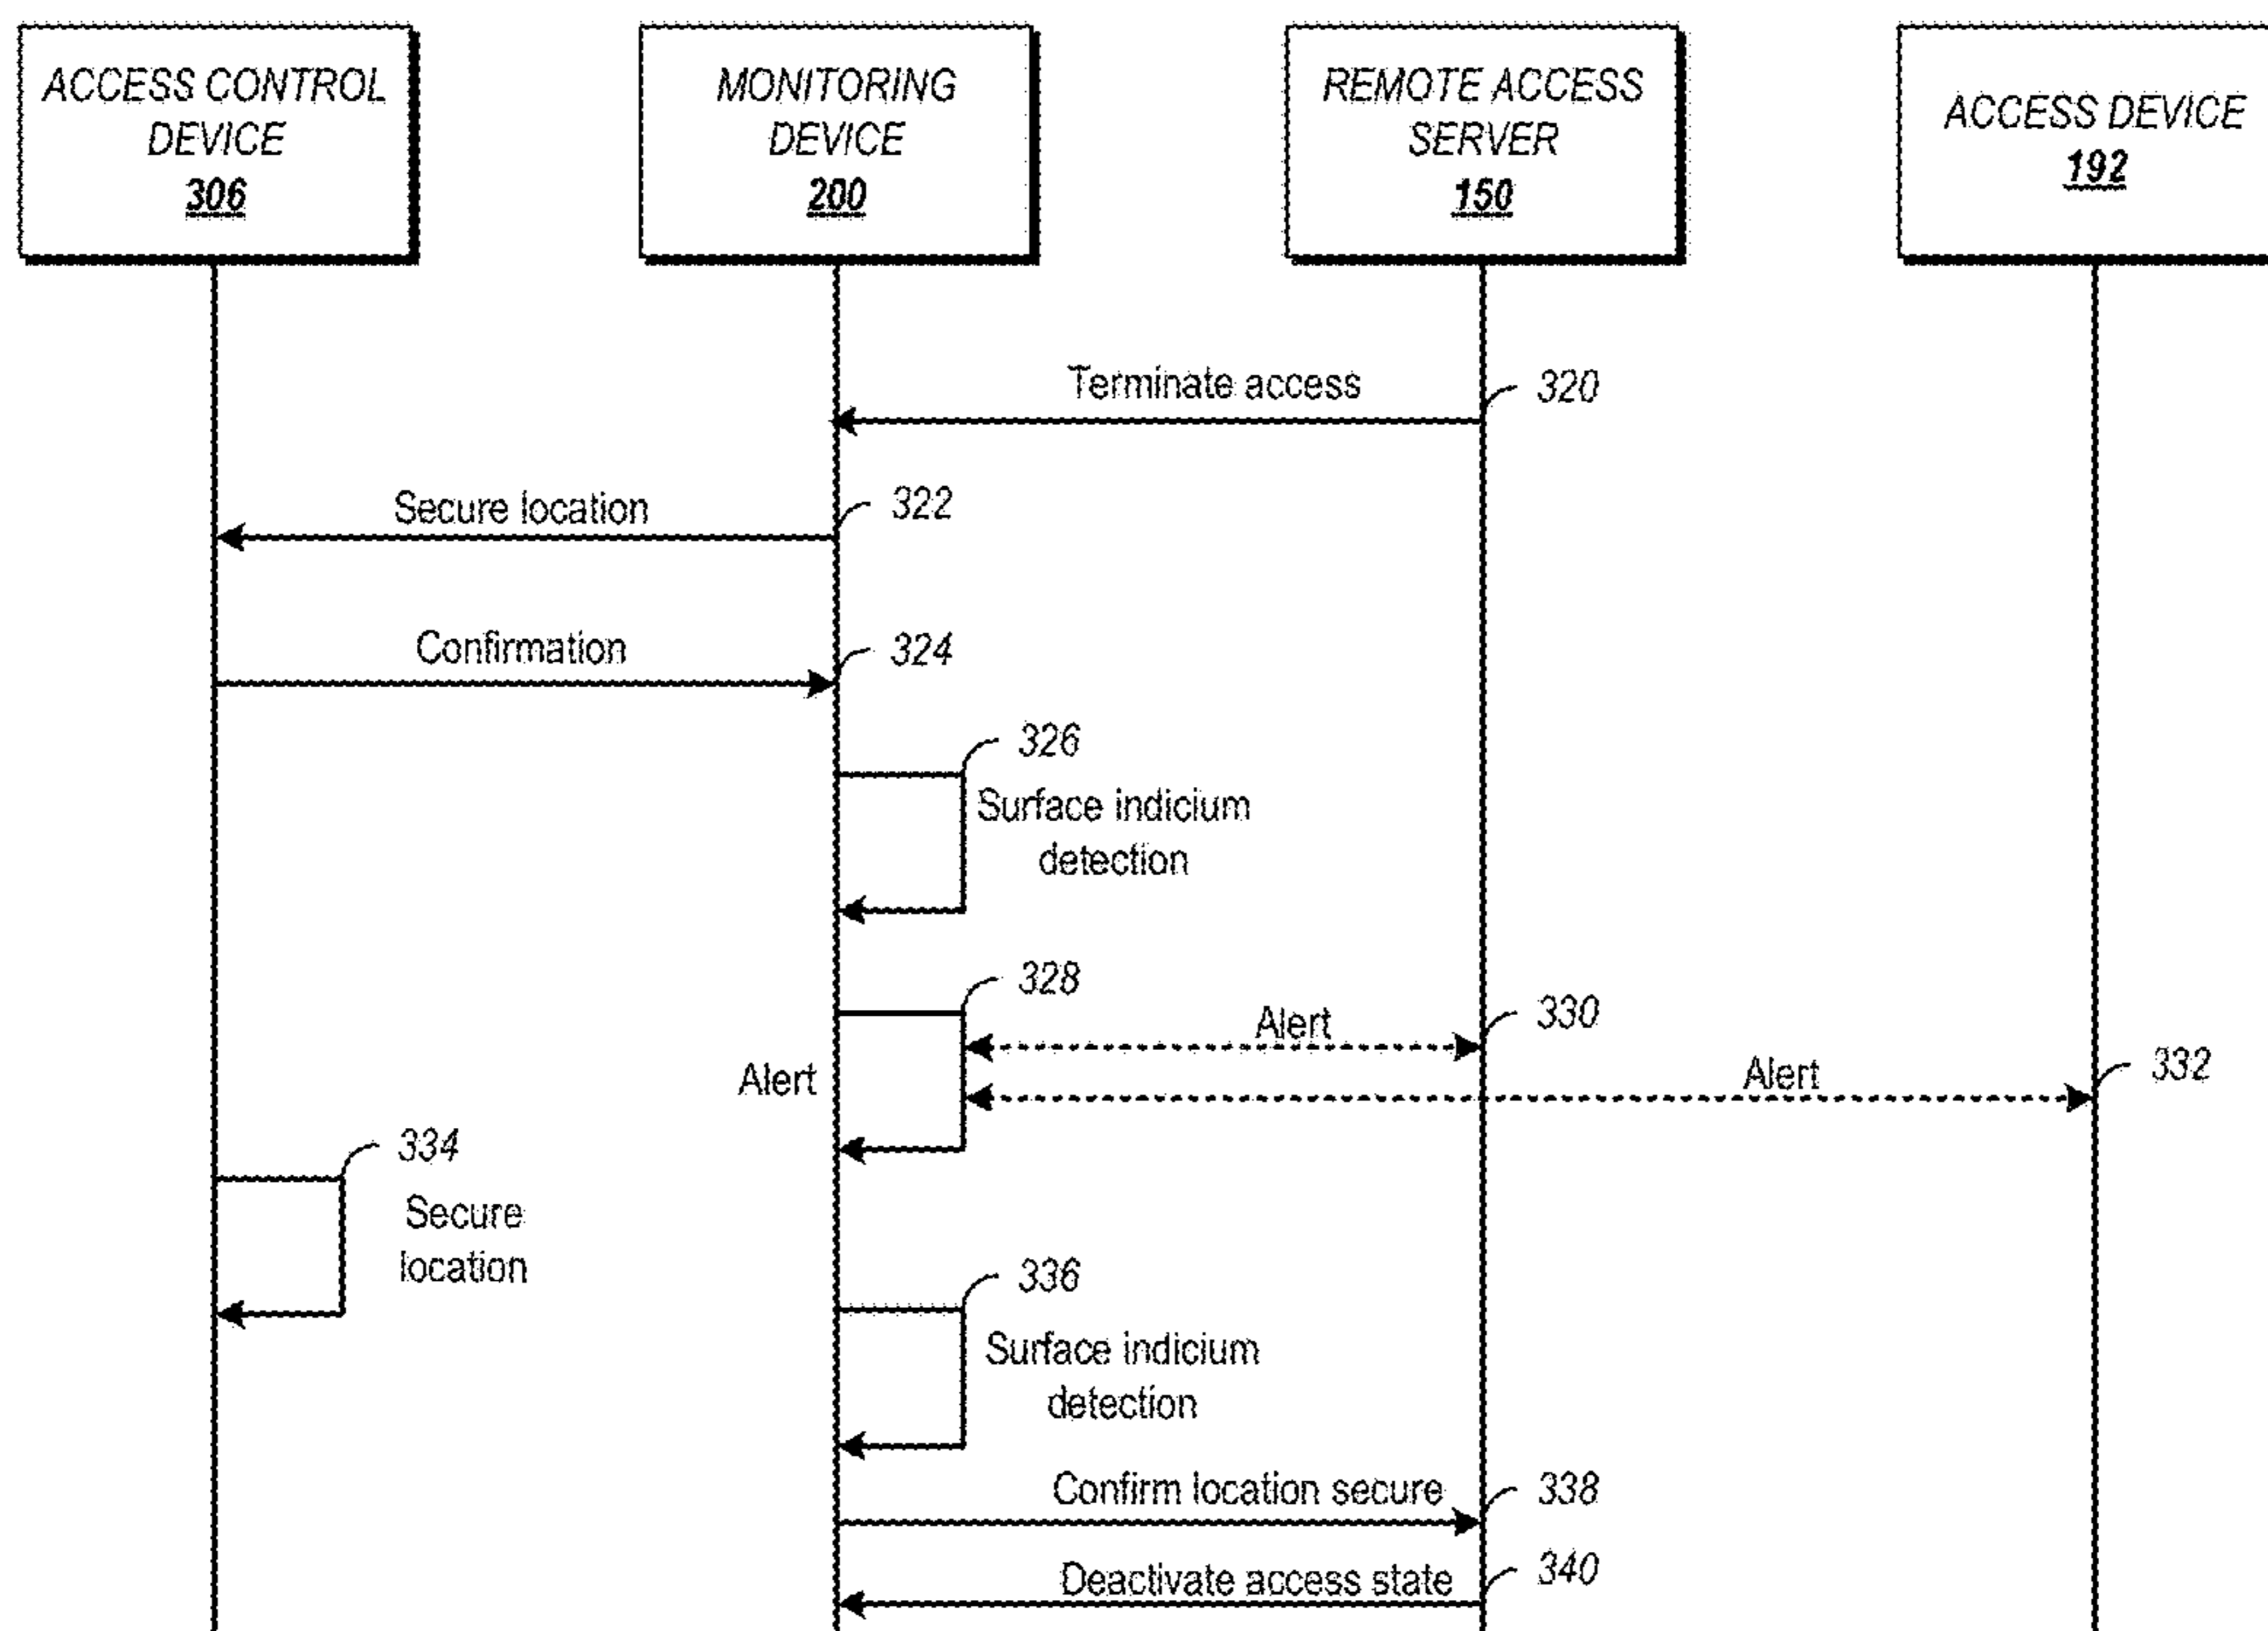 ACCESS CONTROL
DEVICE
306
MONITORING
DEVICE
200
REMOTE ACCESS
SERVER
150
ACCESS DEVICE
192
Terminate access
320
Secure location
322
Confirmation
324
326
Surface indicium
detection
328
Alert
330
Alert
Alert
332
334
Secure
location
336
Surface indicium
detection
Confirm location secure
338
Deactivate access state
340